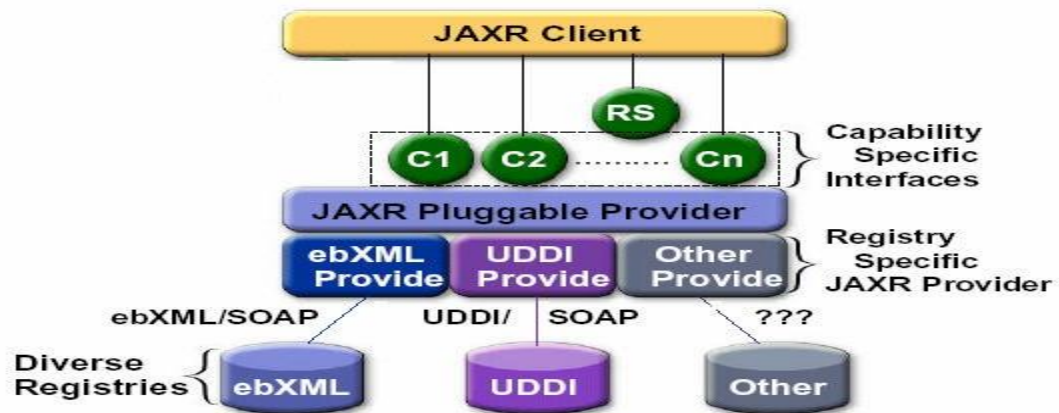 JAXR Client
RS
C1 C2 .......... Cn
Capability
Specific
Interfaces
JAXR Pluggable Provider
ebXML
Provide
UDDI
Provide
Other
Provide
Registry
Specific
JAXR Provider
ebXML/SOAP
UDDI/ SOAP
???
Diverse
Registries
ebXML
UDDI
Other